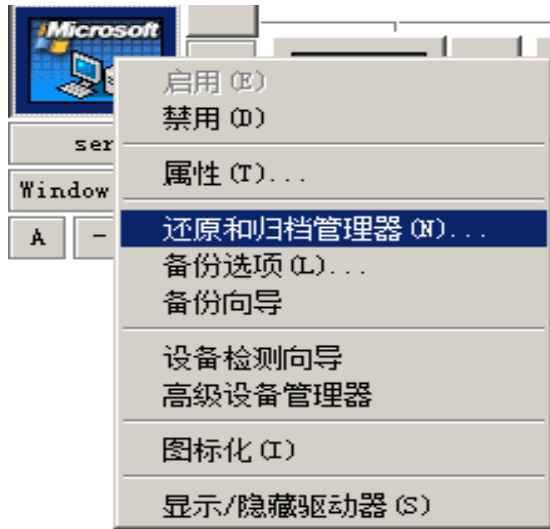 Microsoft
启用(E)
禁用(D)
ser
属性(T)...
Window
还原和归档管理器(N)...
A -
备份选项(L)...
备份向导
设备检测向导
高级设备管理器
图标化(I)
显示/隐藏驱动器(S)